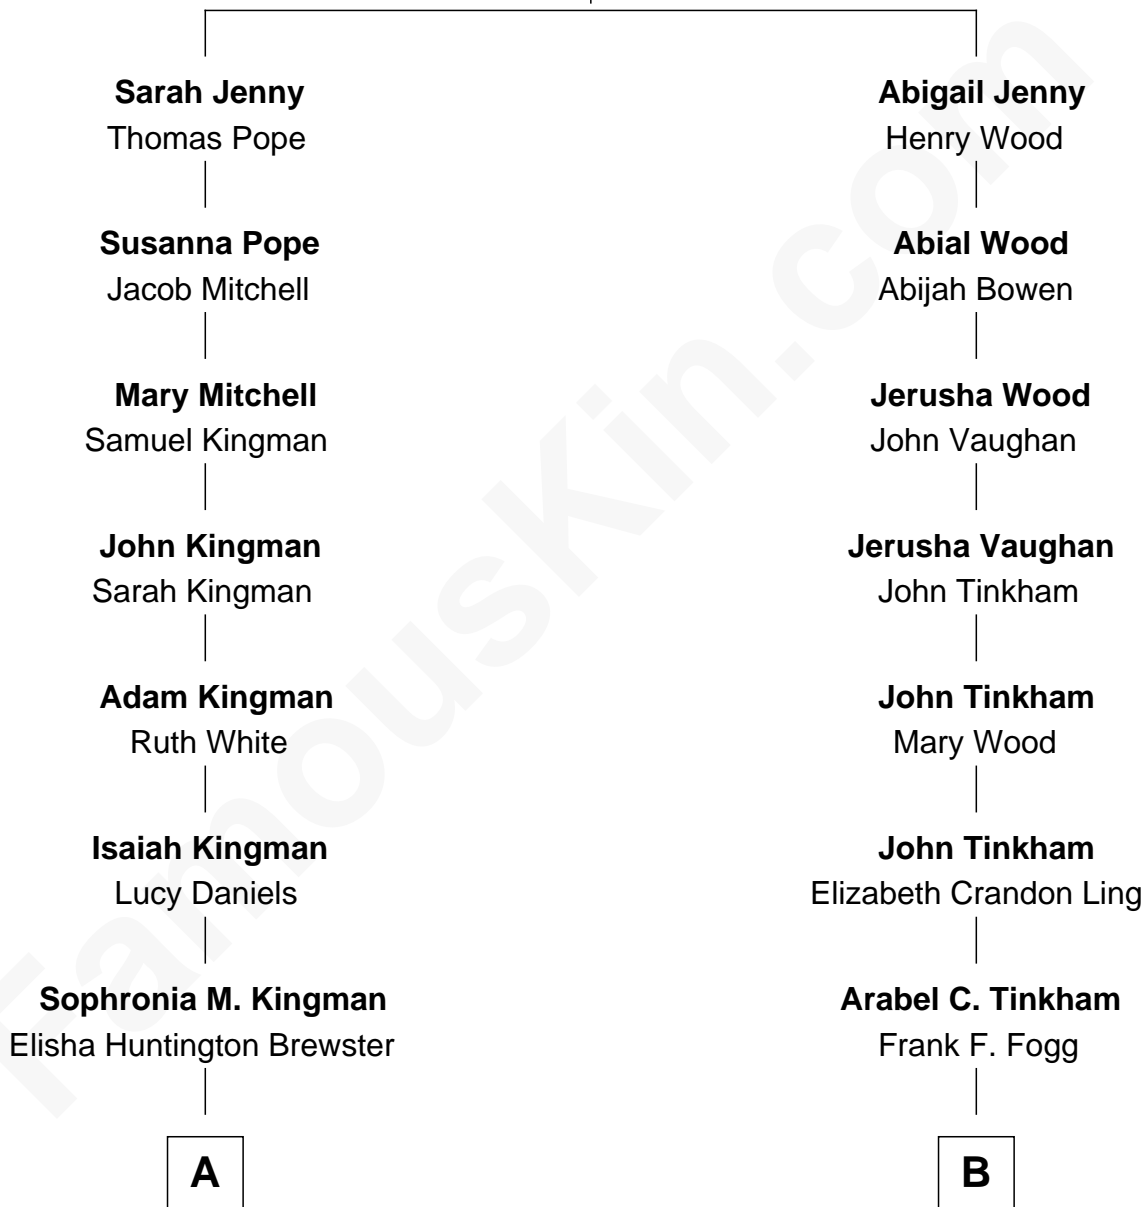 Sarah Jenny
Thomas Pope
Susanna Pope
Jacob Mitchell
Mary Mitchell
Samuel Kingman
John Kingman
Sarah Kingman
Adam Kingman
Ruth White
Isaiah Kingman
Lucy Daniels
Sophronia M. Kingman
Elisha Huntington Brewster
A
Abigail Jenny
Henry Wood
Abial Wood
Abijah Bowen
Jerusha Wood
John Vaughan
Jerusha Vaughan
John Tinkham
John Tinkham
Mary Wood
John Tinkham
Elizabeth Crandon Ling
Arabel C. Tinkham
Frank F. Fogg
B
FamousKin.com